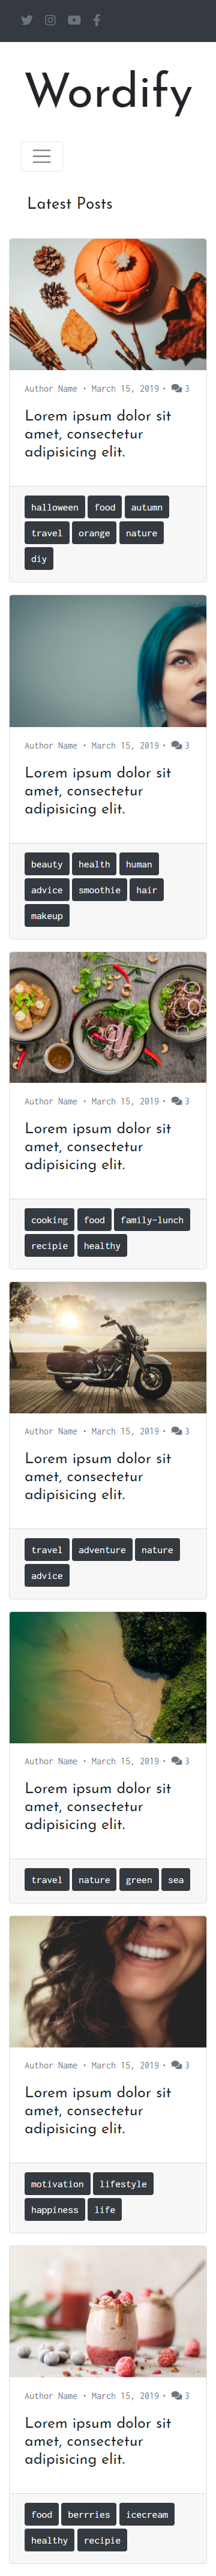 Wordify
Latest Posts
Author Name • March 15, 2019 • 3
Lorem ipsum dolor sit
amet, consectetur
adipisicing elit.
halloween food autumn
travel orange nature
diy
Author Name • March 15, 2019 • 3
Lorem ipsum dolor sit
amet, consectetur
adipisicing elit.
beauty health human
advice smoothie hair
makeup
Author Name • March 15, 2019 • 3
Lorem ipsum dolor sit
amet, consectetur
adipisicing elit.
cooking food family-lunch
recipie healthy
Author Name • March 15, 2019 • 3
Lorem ipsum dolor sit
amet, consectetur
adipisicing elit.
travel adventure nature
advice
Author Name • March 15, 2019 • 3
Lorem ipsum dolor sit
amet, consectetur
adipisicing elit.
travel nature green sea
Author Name • March 15, 2019 • 3
Lorem ipsum dolor sit
amet, consectetur
adipisicing elit.
motivation lifestyle
happiness life
Author Name • March 15, 2019 • 3
Lorem ipsum dolor sit
amet, consectetur
adipisicing elit.
food berrries icecream
healthy recipie